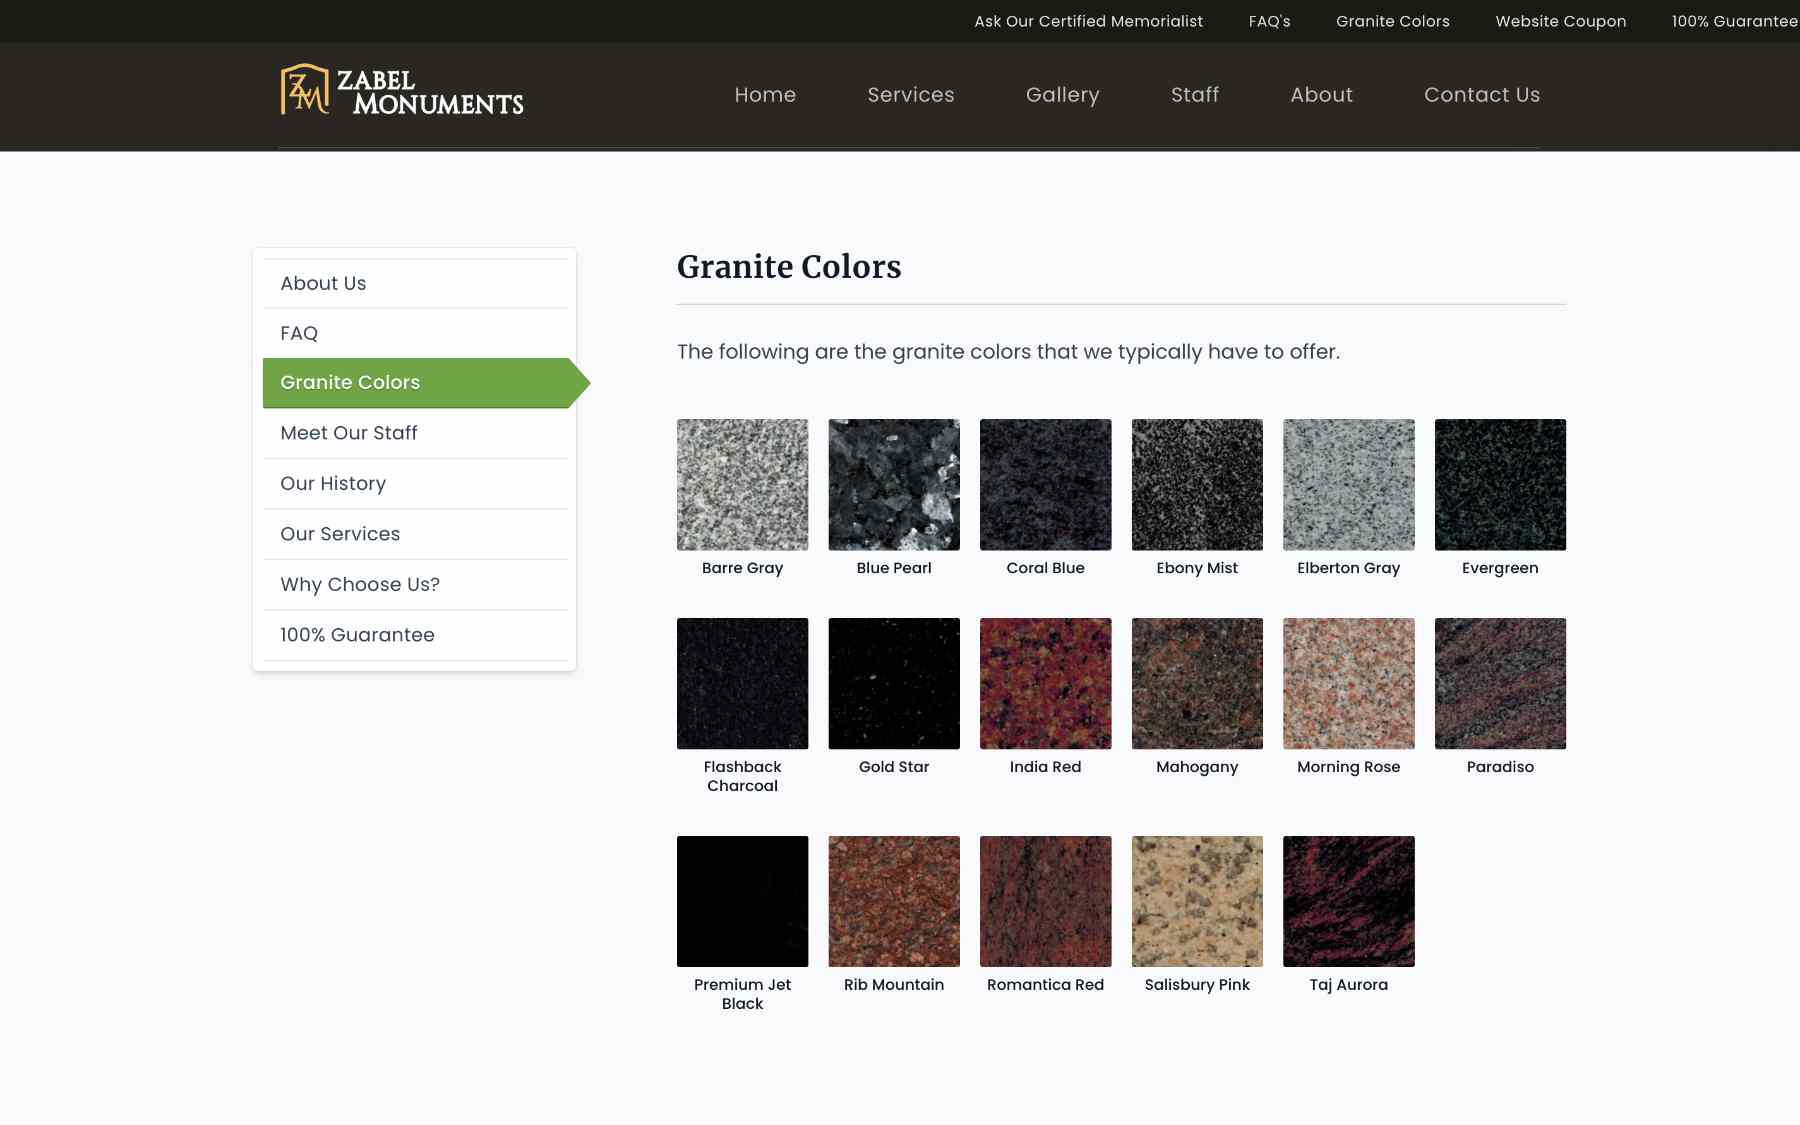 Ask Our Certified Memorialist FAQ's Granite Colors Website Coupon 100% Guarantee
ZM ZABEL
MONUMENTS
Home Services Gallery Staff About Contact Us
About Us
FAQ
Granite Colors
Meet Our Staff
Our History
Our Services
Why Choose Us?
100% Guarantee
Granite Colors
The following are the granite colors that we typically have to offer.
Barre Gray Blue Pearl Coral Blue Ebony Mist Elberton Gray Evergreen
Flashback
Charcoal
Gold Star India Red Mahogany Morning Rose Paradiso
Premium Jet
Black
Rib Mountain Romantica Red Salisbury Pink Taj Aurora